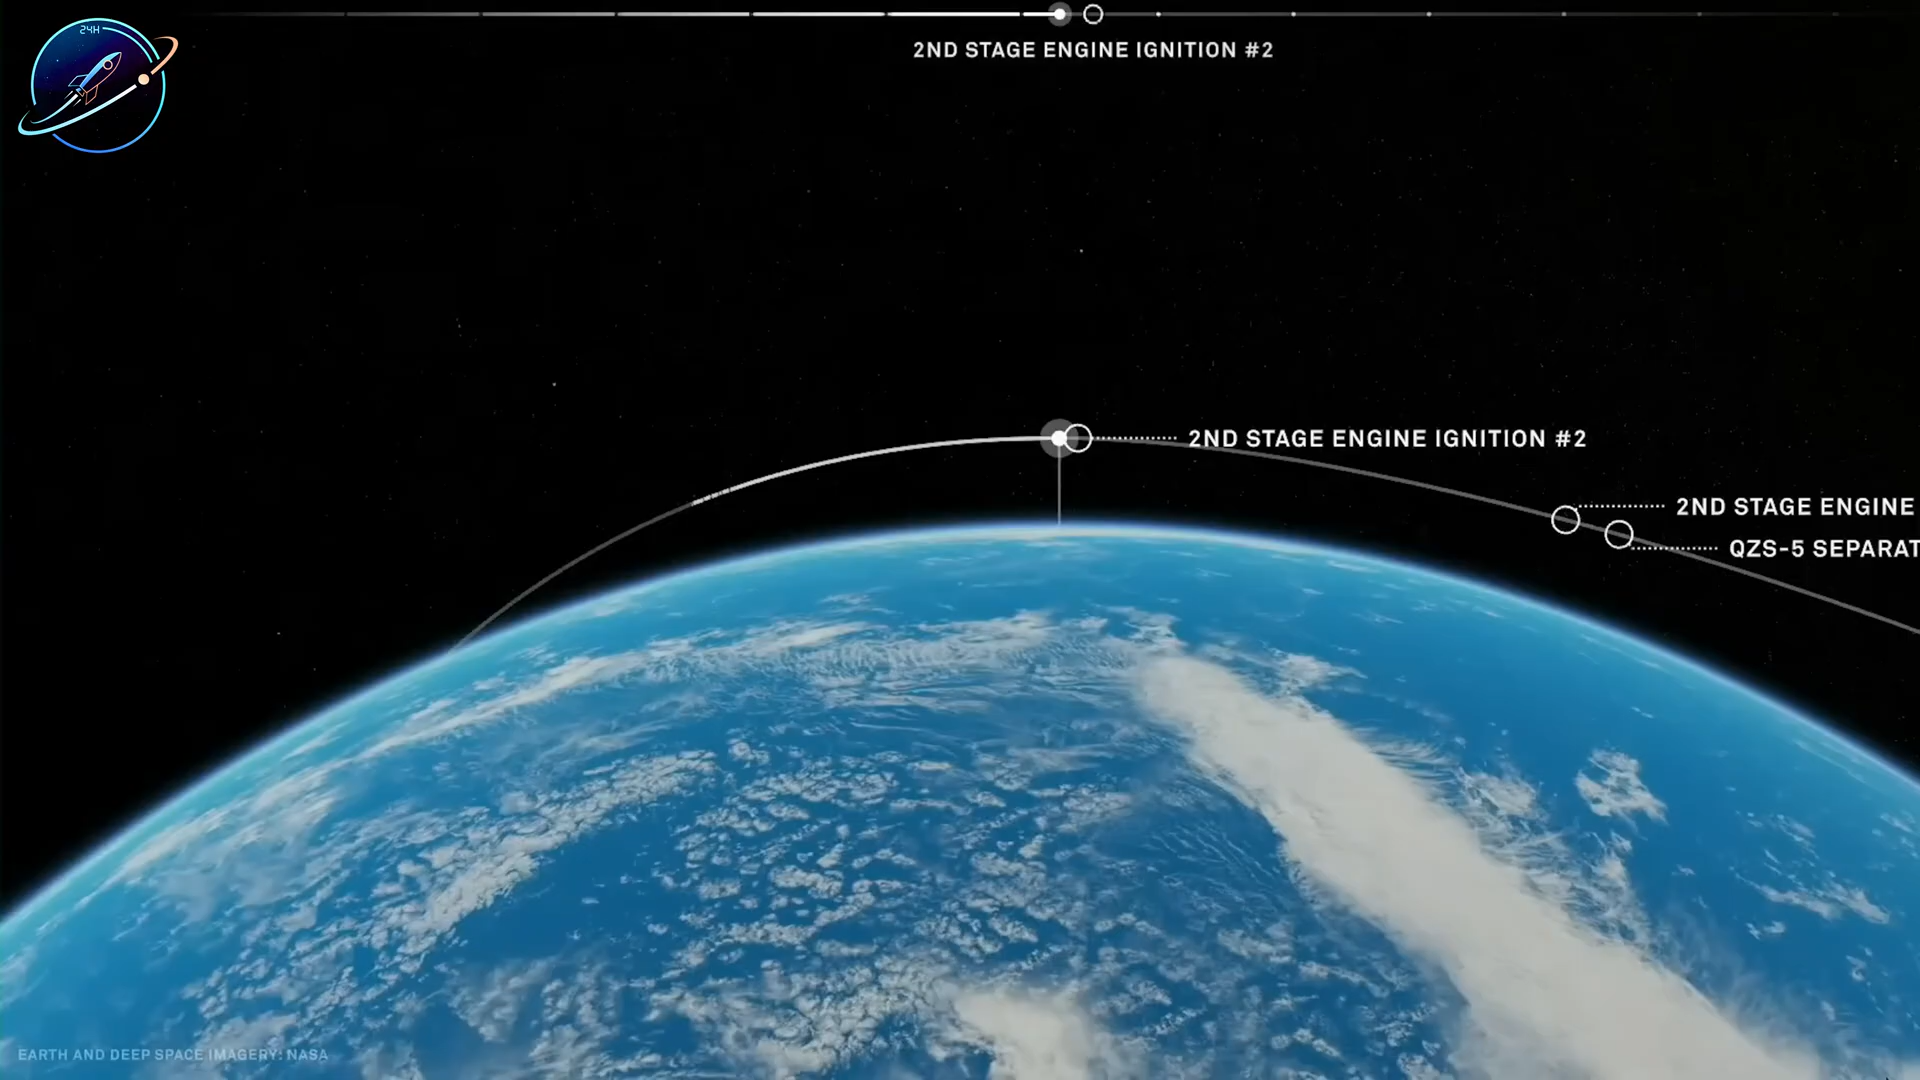 24H
2ND STAGE ENGINE IGNITION #2
2ND STAGE ENGINE IGNITION #2
2ND STAGE ENGINE
QZS-5 SEPARAT
EARTH AND DEEP SPACE IMAGERY: NASA